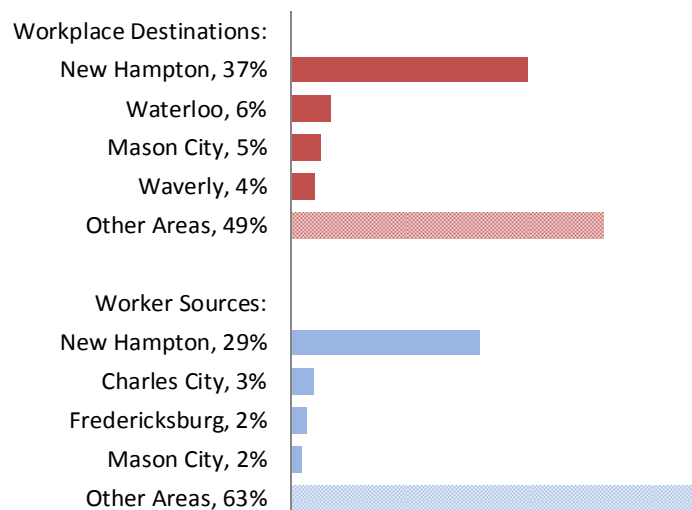 Workplace Destinations:
New Hampton, 37%
Waterloo, 6%
Mason City, 5%
Waverly, 4%
Other Areas, 49%
Worker Sources:
New Hampton, 29%
Charles City, 3%
Fredericksburg, 2%
Mason City, 2%
Other Areas, 63%